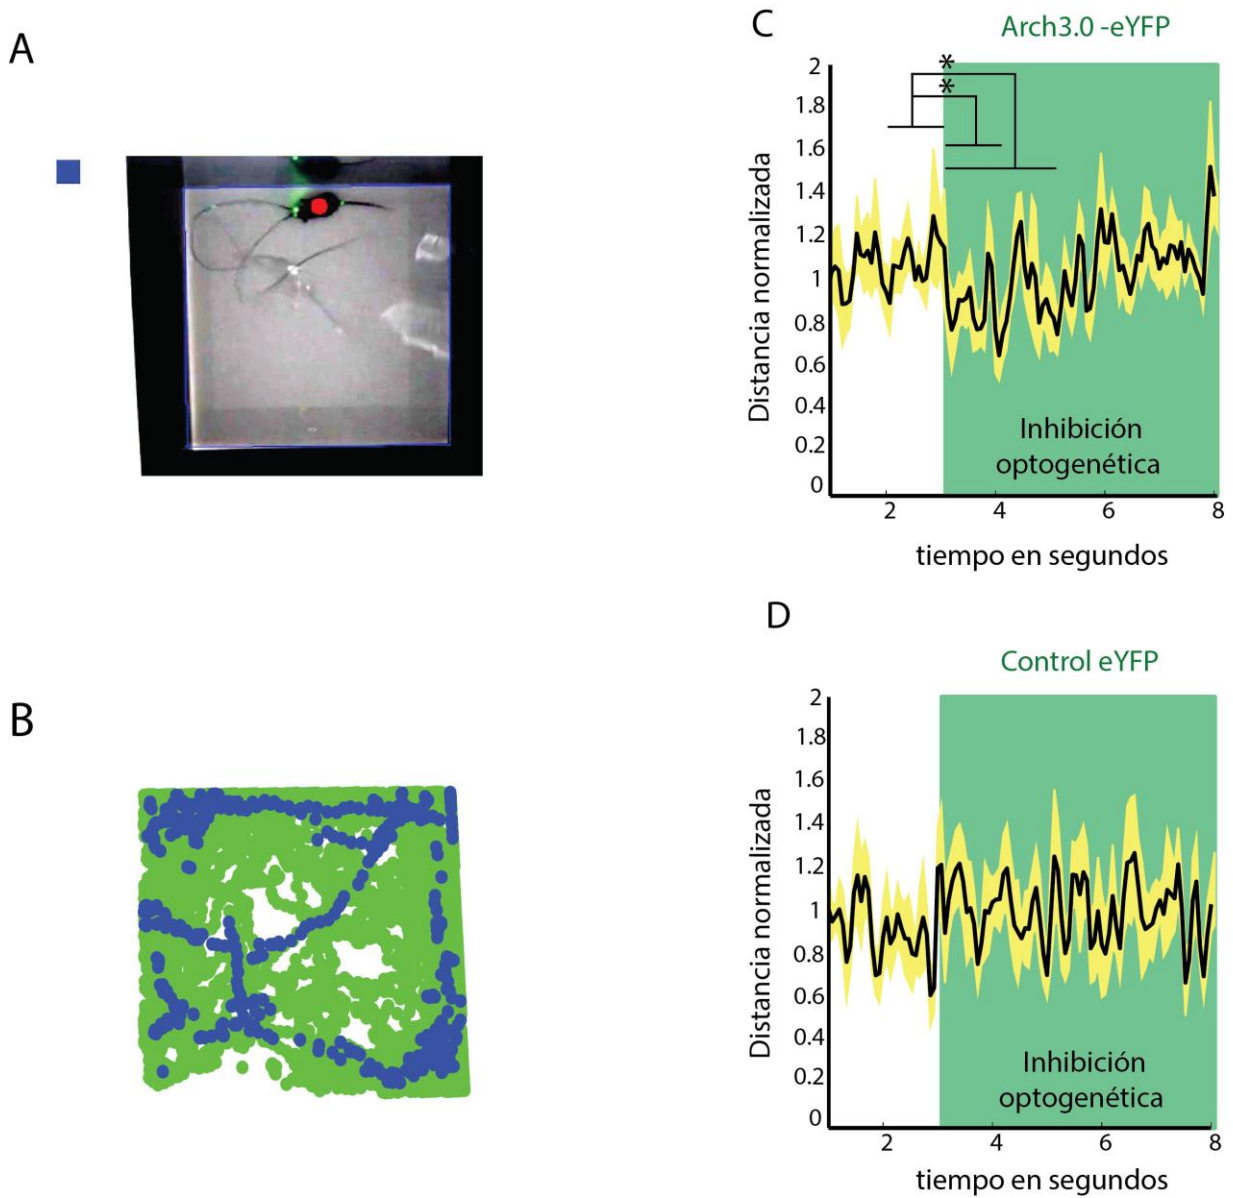 A
B
C
Arch3.0 -eYFP
*
*
2
1.8
1.6
1.4
1.2
1
0.8
0.6
0.4
0.2
0
Distancia normalizada
Inhibición
optogenética
2 4 6 8
tiempo en segundos
D
Control eYFP
2
1.8
1.6
1.4
1.2
1
0.8
0.6
0.4
0.2
0
Distancia normalizada
Inhibición
optogenética
2 4 6 8
tiempo en segundos